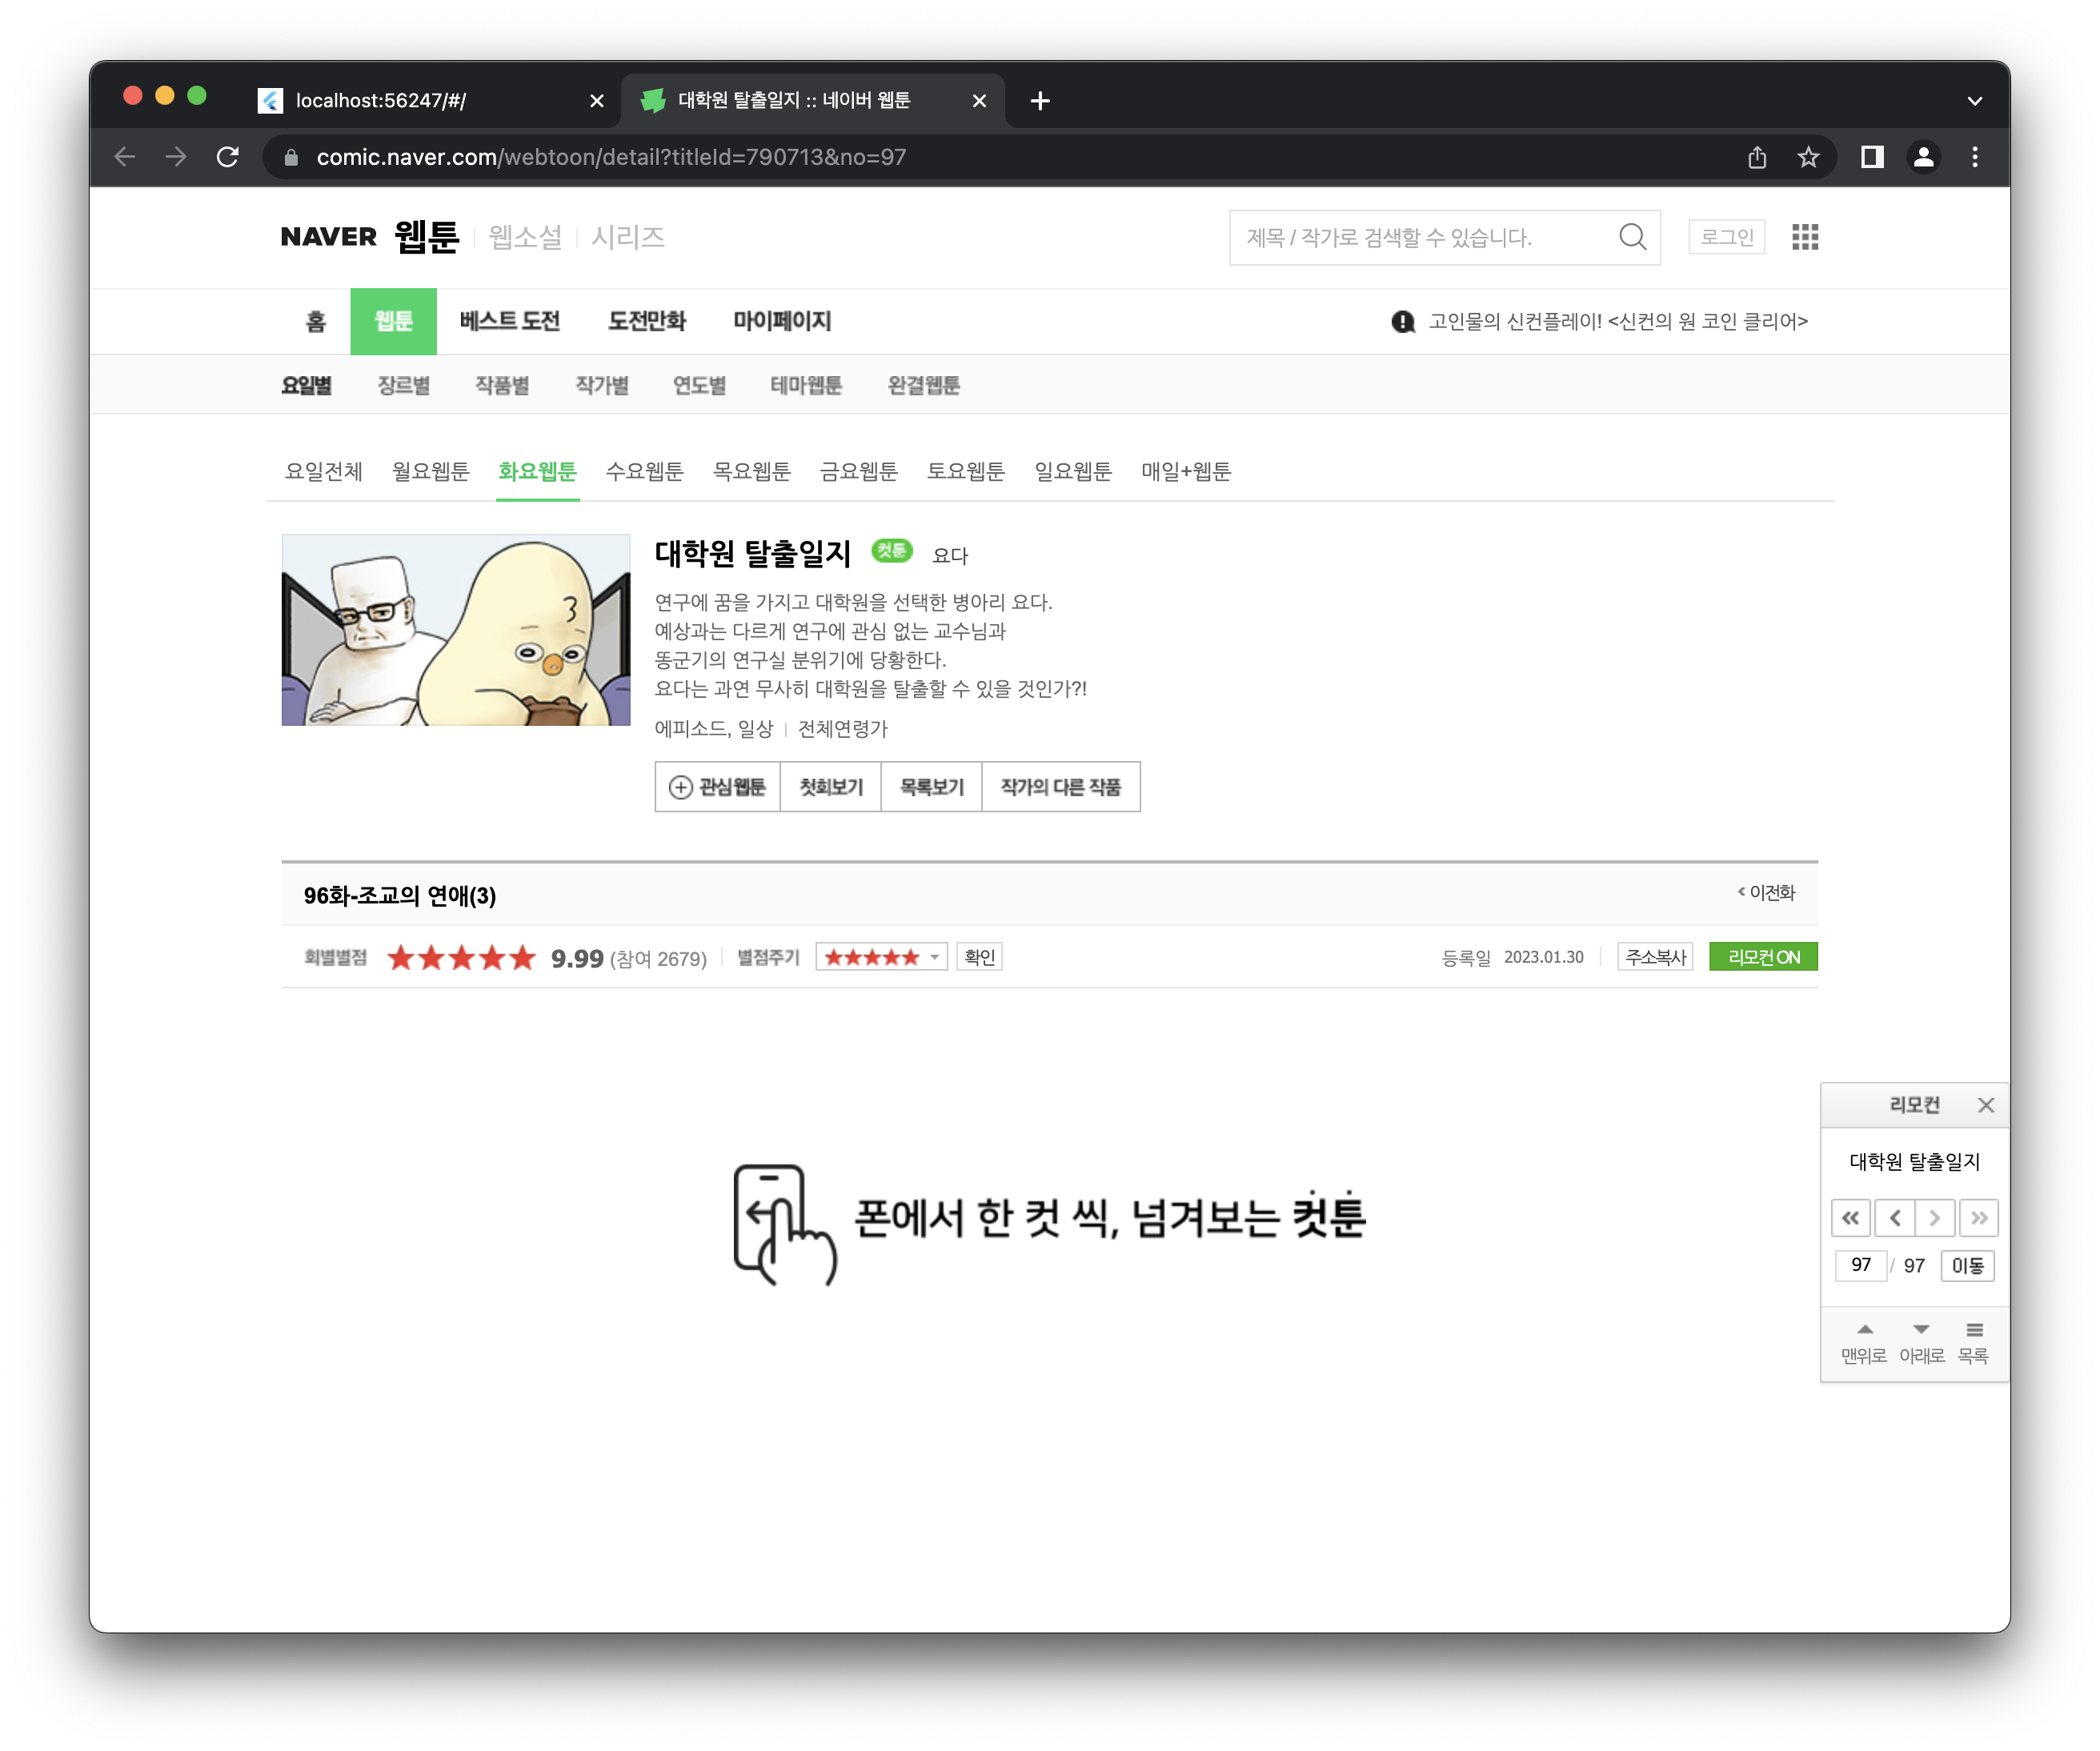 localhost:56247/#/
대학원 탈출일지 :: 네이버 웹툰
comic.naver.com/webtoon/detail?titleId=790713&no=97
NAVER 웹툰 웹소설 시리즈
제목 / 작가로 검색할 수 있습니다.
로그인
홈 웹툰 베스트 도전 도전만화 마이페이지
고인물의 신컨플레이! <신컨의 원 코인 클리어>
요일별 장르별 작품별 작가별 연도별 테마웹툰 완결웹툰
요일전체 월요웹툰 화요웹툰 수요웹툰 목요웹툰 금요웹툰 토요웹툰 일요웹툰 매일+웹툰
대학원 탈출일지 컷툰 요다
연구에 꿈을 가지고 대학원을 선택한 병아리 요다.
예상과는 다르게 연구에 관심 없는 교수님과
똥군기의 연구실 분위기에 당황한다.
요다는 과연 무사히 대학원을 탈출할 수 있을 것인가?!
에피소드, 일상 전체연령가
관심웹툰 첫회보기 목록보기 작가의 다른 작품
96화-조교의 연애(3)
이전화
회별별점 9.99 (참여 2679) 별점주기 확인
등록일 2023.01.30 주소복사 리모컨 ON
폰에서 한 컷 씩, 넘겨보는 컷툰
리모컨
대학원 탈출일지
97 / 97 이동
맨위로 아래로 목록